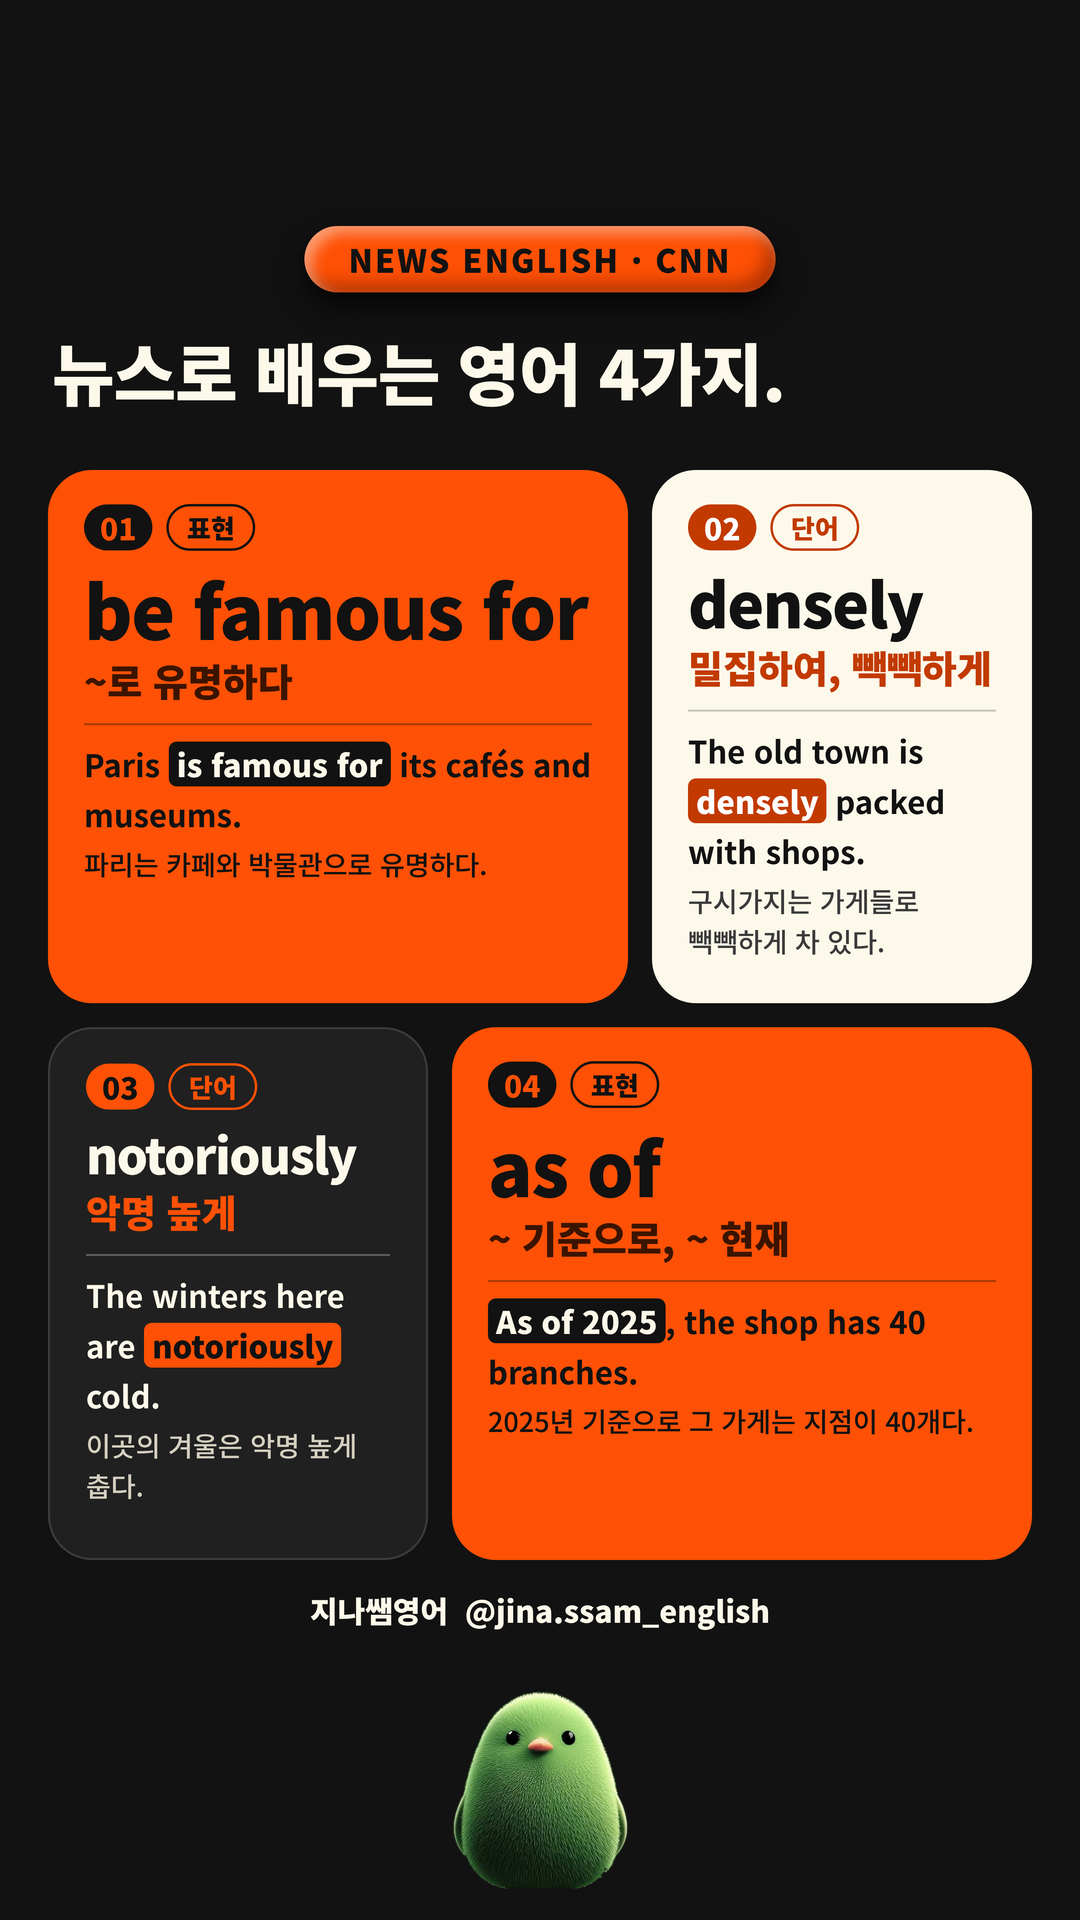 NEWS ENGLISH · CNN
뉴스로 배우는 영어 4가지.
01 표현
be famous for
~로 유명하다
Paris is famous for its cafés and
museums.
파리는 카페와 박물관으로 유명하다.
02 단어
densely
밀집하여, 빽빽하게
The old town is
densely packed
with shops.
구시가지는 가게들로
빽빽하게 차 있다.
03 단어
notoriously
악명 높게
The winters here
are notoriously
cold.
이곳의 겨울은 악명 높게
춥다.
04 표현
as of
~ 기준으로, ~ 현재
As of 2025, the shop has 40
branches.
2025년 기준으로 그 가게는 지점이 40개다.
지나쌤영어 @jina.ssam_english